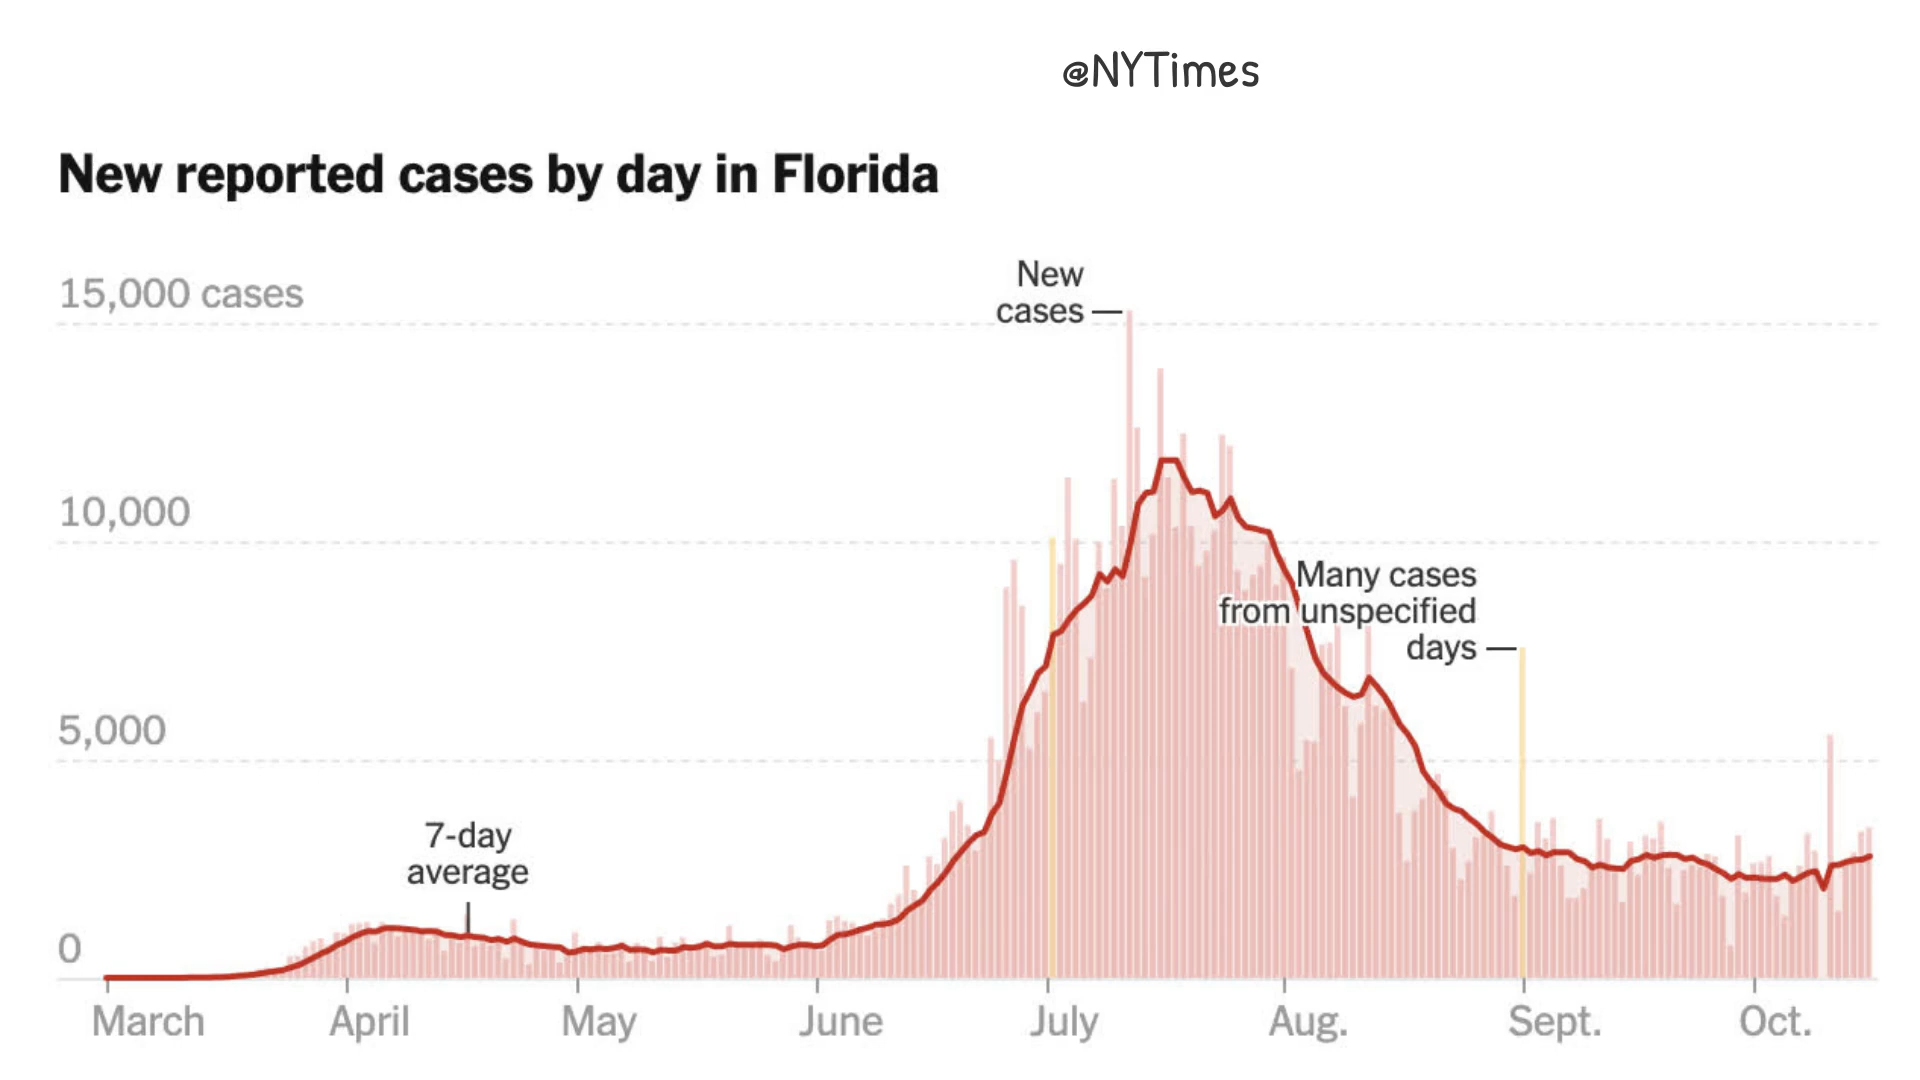 @NYTimes
New reported cases by day in Florida
15,000 cases
New
cases
10,000
Many cases
from unspecified
days
5,000
7-day
average
0
March April May June July Aug. Sept. Oct.